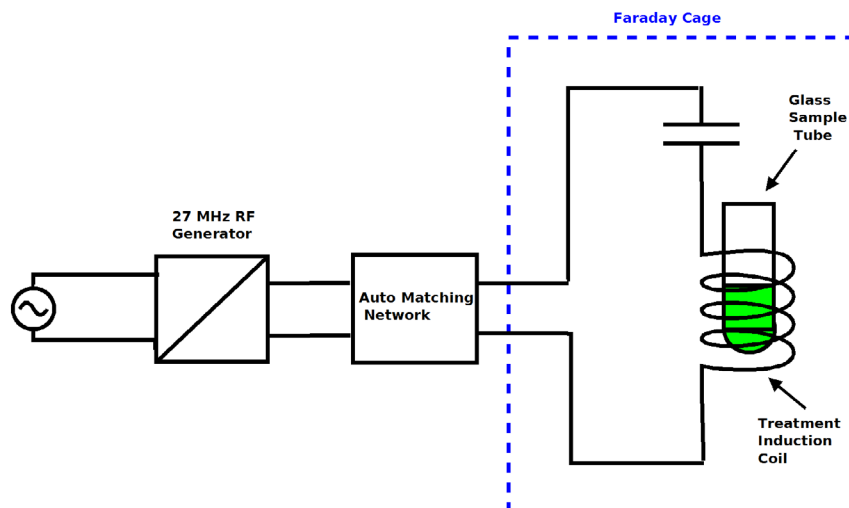 Faraday Cage
Glass
Sample
Tube
27 MHz RF
Generator
Auto Matching
Network
Treatment
Induction
Coil